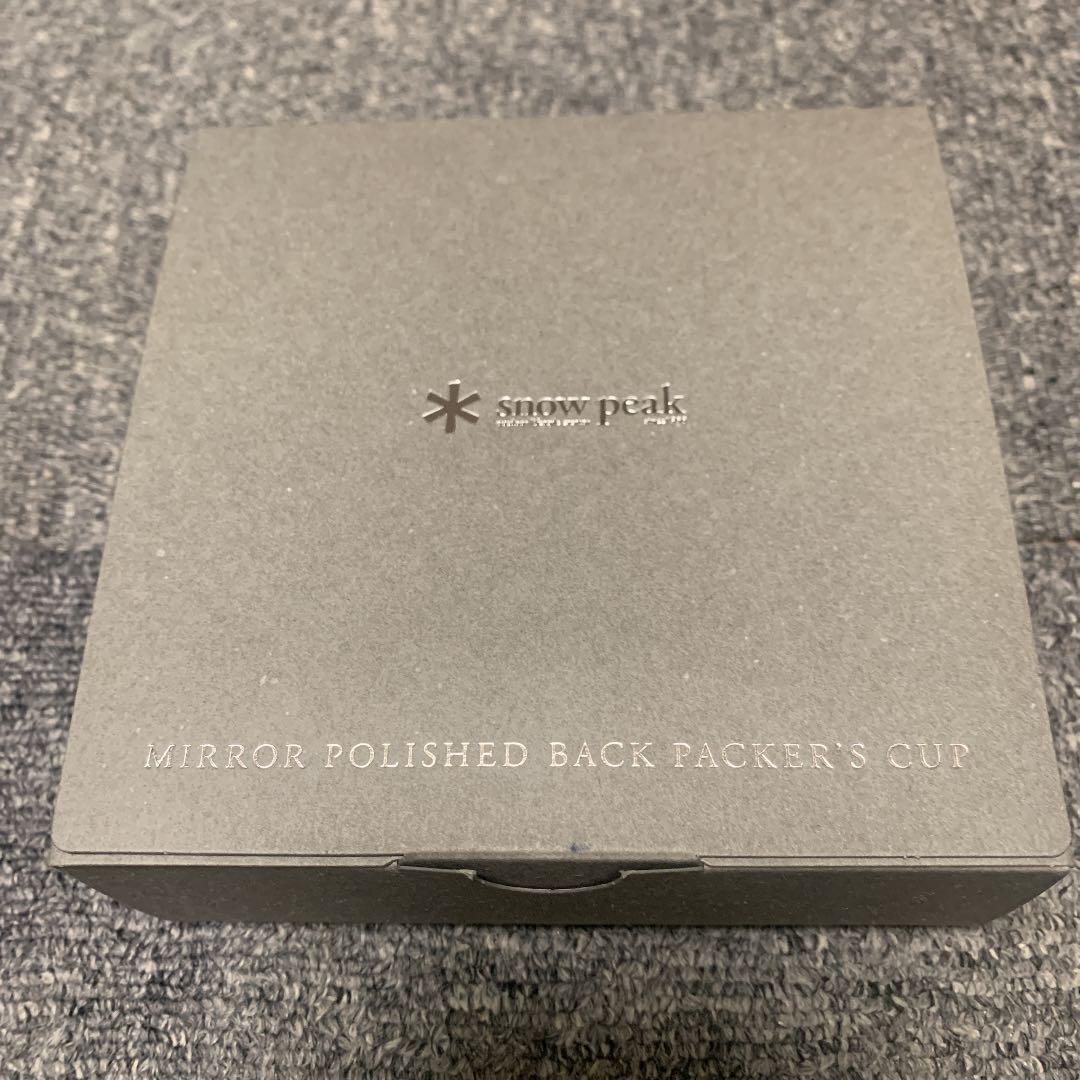 snow peak
MIRROR POLISHED BACK PACKER'S CUP